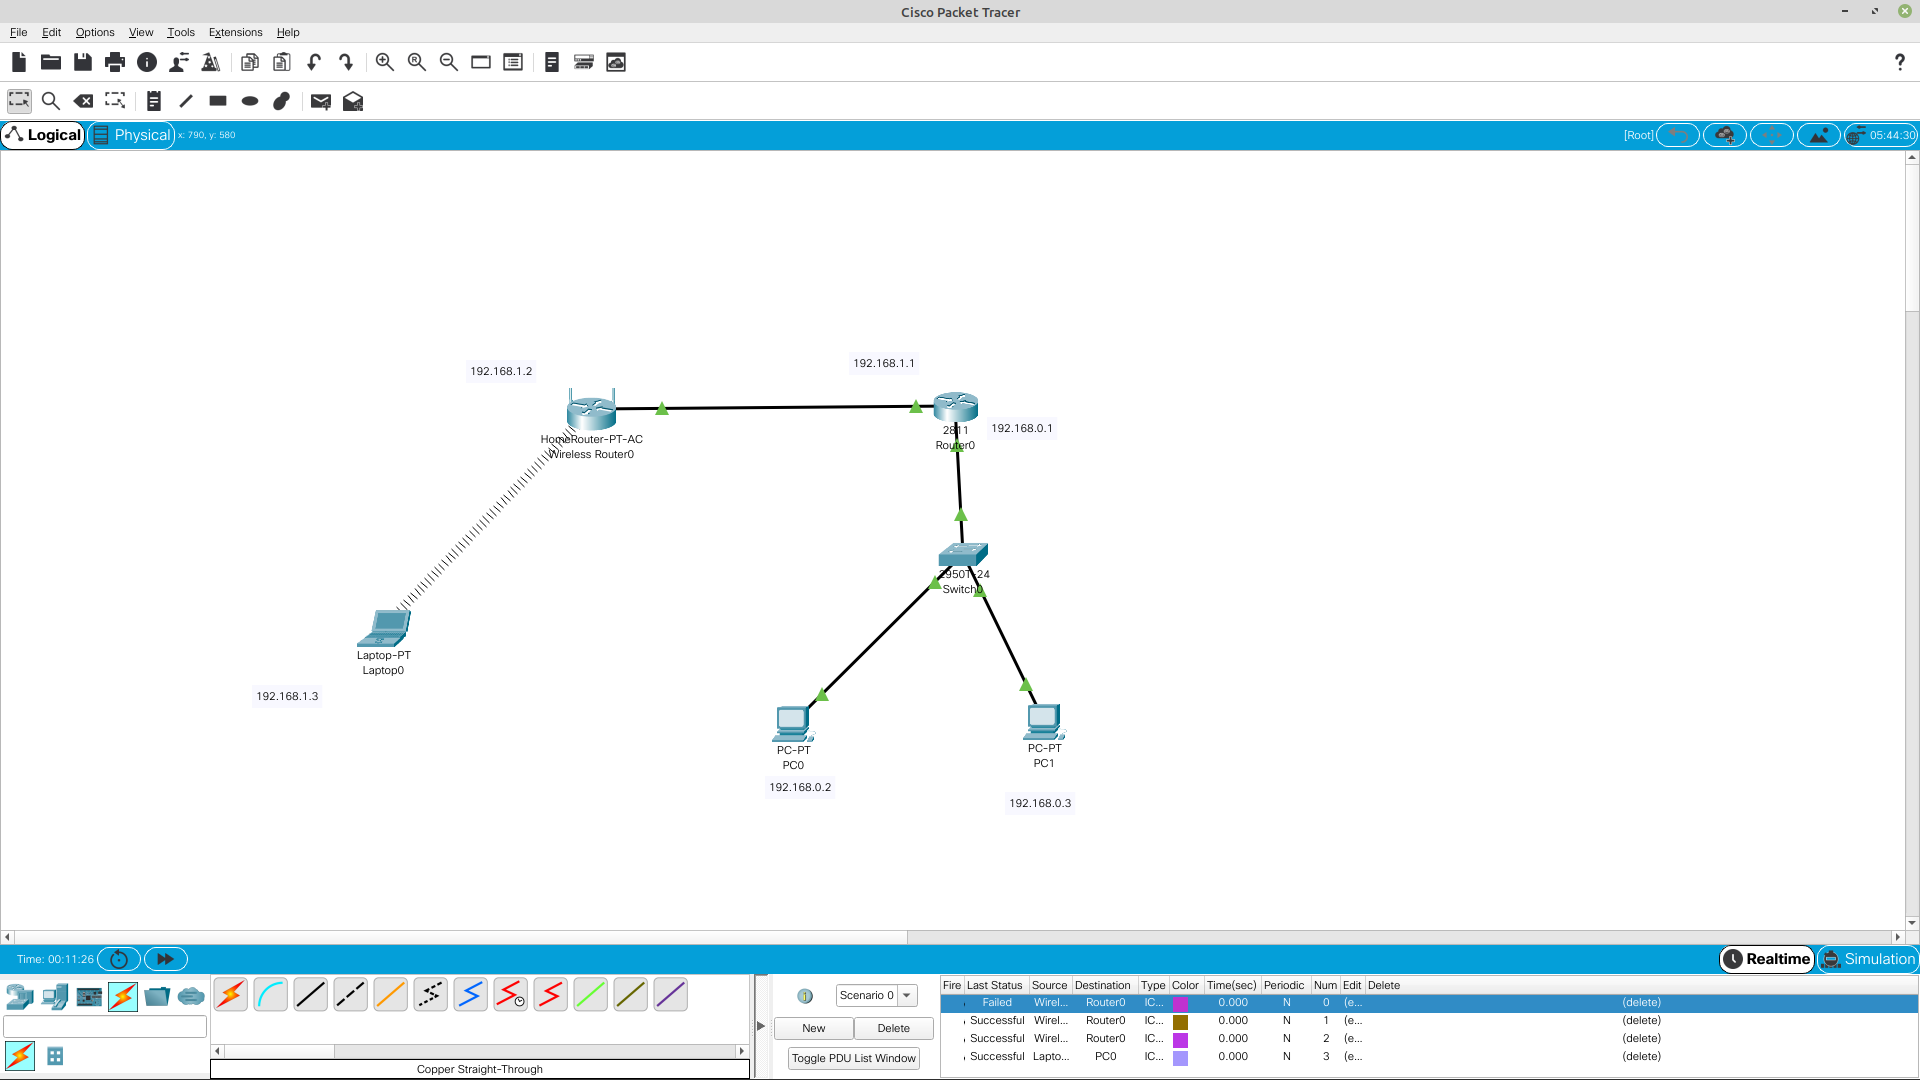 Cisco Packet Tracer
File Edit Options View Tools Extensions Help
Logical Physical x: 790, y: 580 [Root] 05:44:30
192.168.1.2
192.168.1.1
HomeRouter-PT-AC
Wireless Router0
2811
Router0
192.168.0.1
2950T-24
Switch0
Laptop-PT
Laptop0
192.168.1.3
PC-PT
PC0
192.168.0.2
PC-PT
PC1
192.168.0.3
Time: 00:11:26 Realtime Simulation
Scenario 0
New Delete
Toggle PDU List Window
Copper Straight-Through
Fire Last Status Source Destination Type Color Time(sec) Periodic Num Edit Delete
Failed Wirel... Router0 IC... 0.000 N 0 (e... (delete)
Successful Wirel... Router0 IC... 0.000 N 1 (e... (delete)
Successful Wirel... Router0 IC... 0.000 N 2 (e... (delete)
Successful Lapto... PC0 IC... 0.000 N 3 (e... (delete)